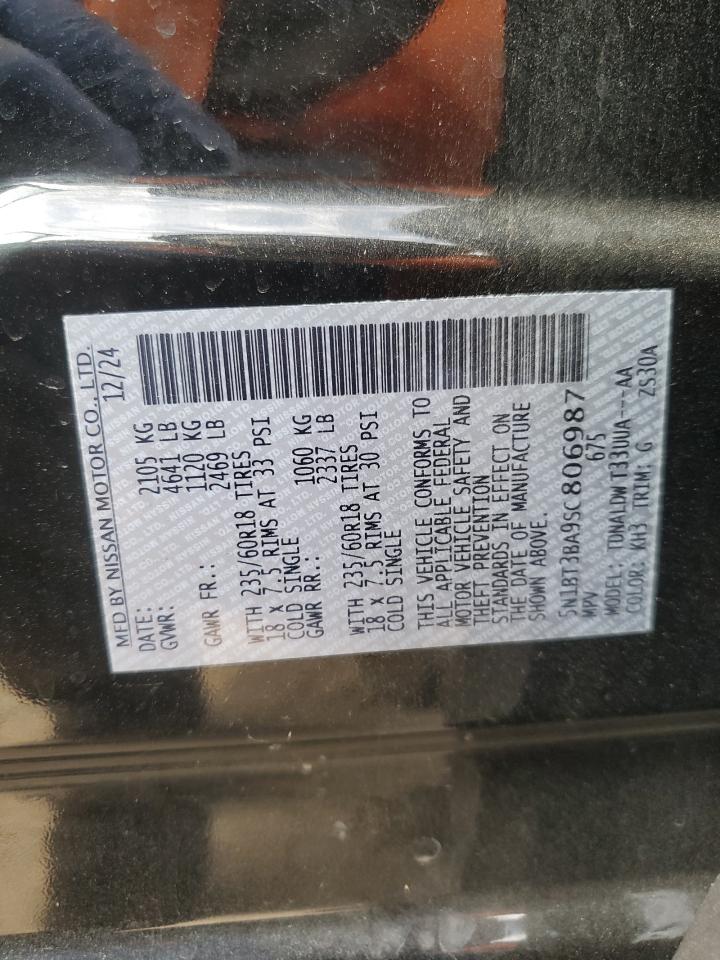 MFD BY NISSAN MOTOR CO., LTD.
DATE: 12/24
GVWR: 2105 KG
4641 LB
GAWR FR.: 1120 KG
2469 LB
WITH 235/60R18 TIRES
18 X 7.5 RIMS AT 33 PSI
COLD SINGLE
GAWR RR.: 1060 KG
2337 LB
WITH 235/60R18 TIRES
18 X 7.5 RIMS AT 30 PSI
COLD SINGLE
THIS VEHICLE CONFORMS TO
ALL APPLICABLE FEDERAL
MOTOR VEHICLE SAFETY AND
THEFT PREVENTION
STANDARDS IN EFFECT ON
THE DATE OF MANUFACTURE
SHOWN ABOVE.
5N1BT3BA9SC806987
MPV 675
MODEL: TDNALDWT33UUA---AA
COLOR: KH3 TRIM: G ZS30A